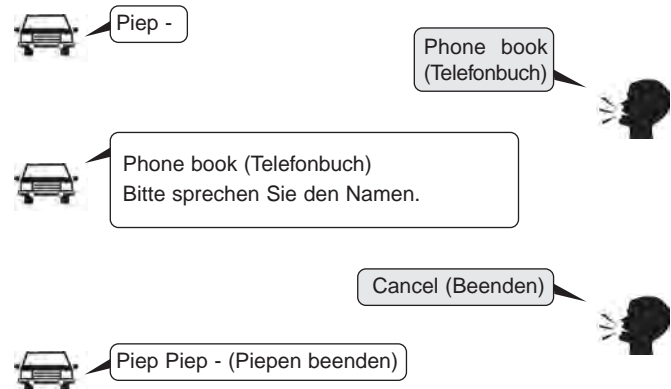 Piep -
Phone book
(Telefonbuch)
Phone book (Telefonbuch)
Bitte sprechen Sie den Namen.
Cancel (Beenden)
Piep Piep - (Piepen beenden)